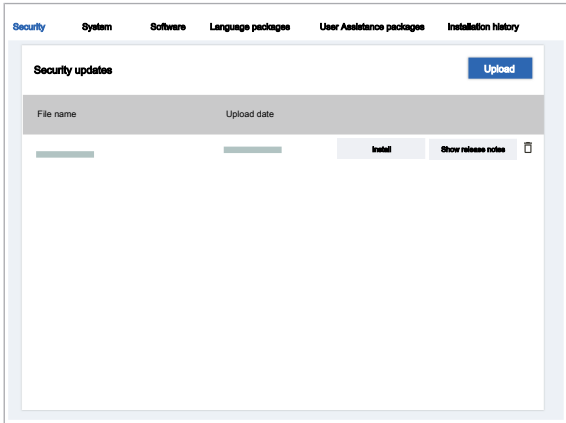 Security System Software Language packages User Assistance packages Installation history
Security updates Upload
File name Upload date
Install Show release notes